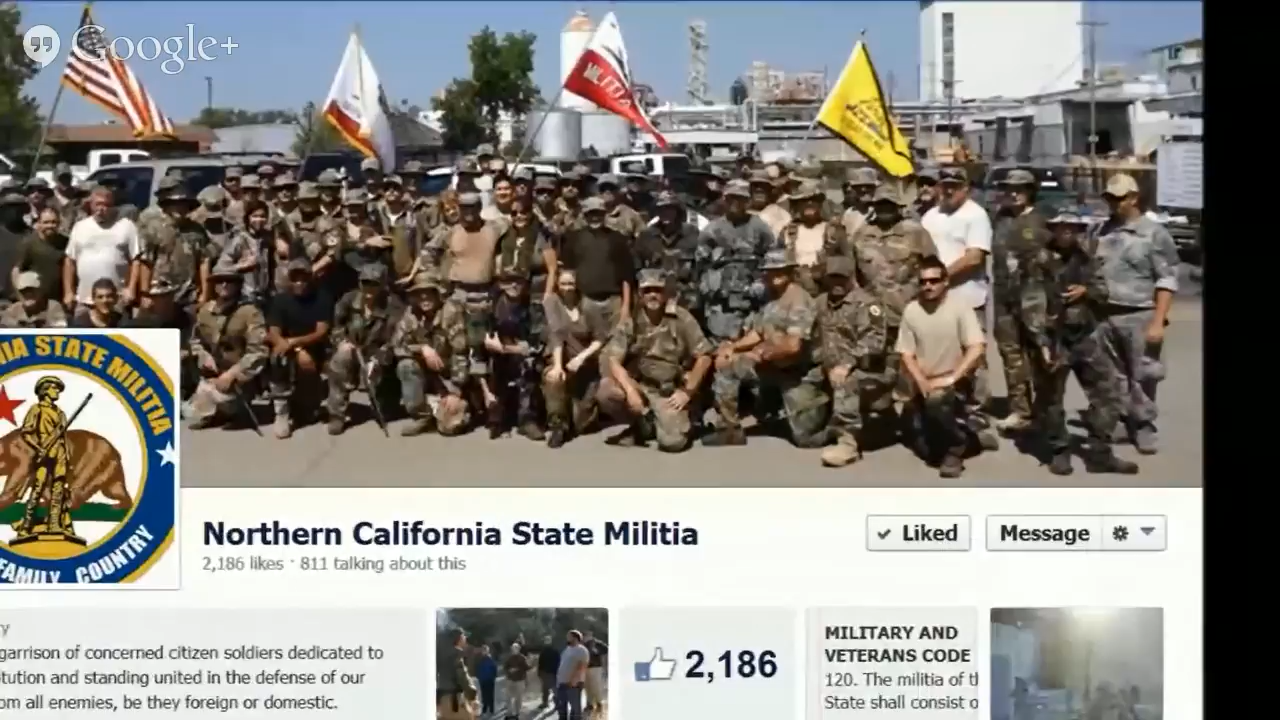 Google+
MILITIA
NIA STATE MILITIA
FAMILY COUNTRY
Northern California State Militia
2,186 likes · 811 talking about this
Liked
Message
y
garrison of concerned citizen soldiers dedicated to
tution and standing united in the defense of our
om all enemies, be they foreign or domestic.
2,186
MILITARY AND
VETERANS CODE
120. The militia of th
State shall consist o